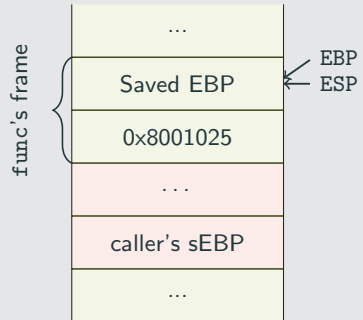 ...
EBP
Saved EBP
ESP
func's frame
0x8001025
...
caller's sEBP
...